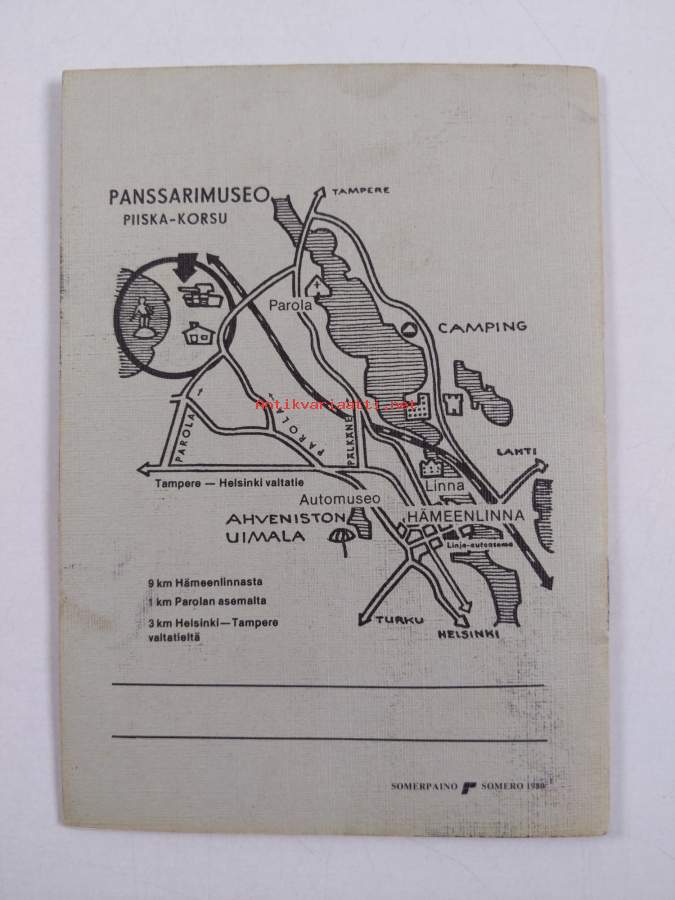 PANSSARIMUSEO
PIISKA-KORSU
TAMPERE
Parola
CAMPING
Antikvariaatti.net
PAROLA
PAROL
PÄLKÄNE
LAHTI
Tampere — Helsinki valtatie
Linna
Automuseo
HÄMEENLINNA
AHVENISTON
UIMALA
Linja-autoasema
9 km Hämeenlinnasta
1 km Parolan asemalta
3 km Helsinki—Tampere
valtatieltä
TURKU
HELSINKI
SOMERPAINO SOMERO 1980